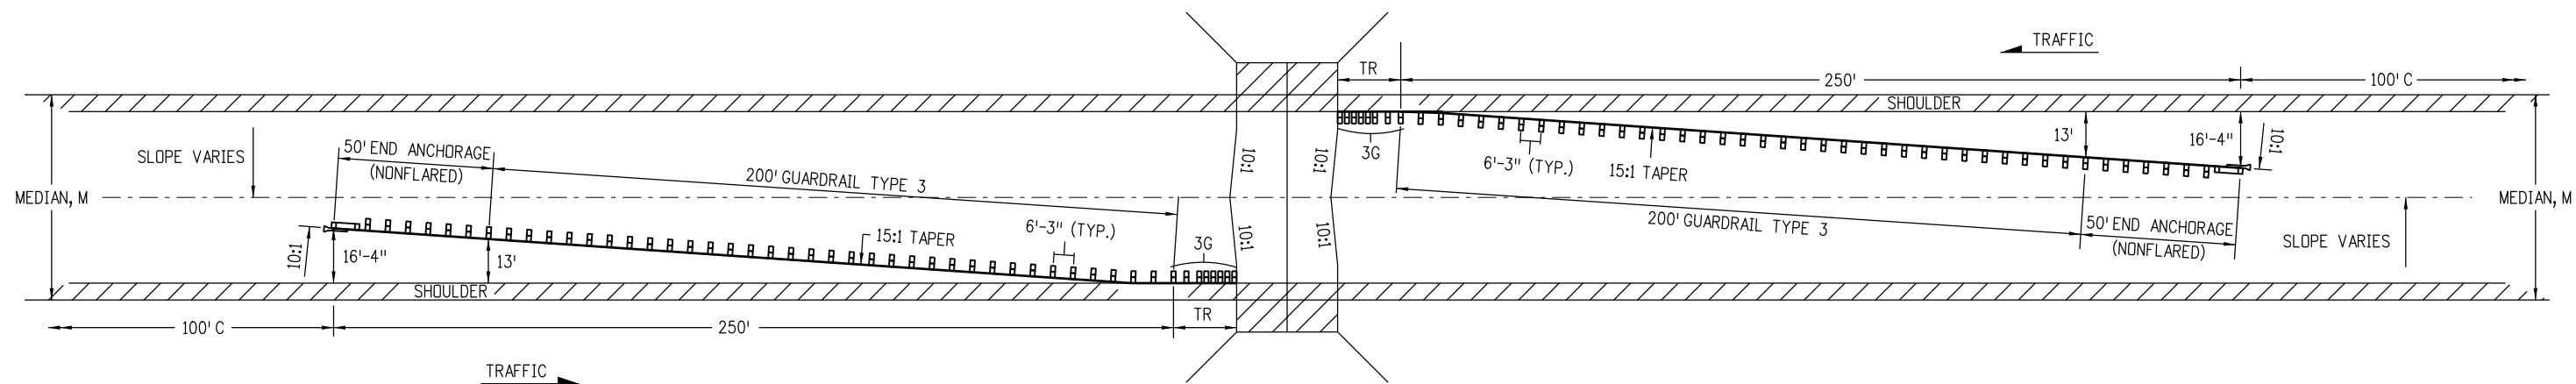 TRAFFIC
TR
250'
100' C
SHOULDER
50' END ANCHORAGE
(NONFLARED)
SLOPE VARIES
200' GUARDRAIL TYPE 3
10:1
10:1
3G
6'-3" (TYP.)
15:1 TAPER
13'
16'-4"
10:1
MEDIAN, M
MEDIAN, M
10:1
16'-4"
13'
15:1 TAPER
6'-3" (TYP.)
3G
10:1
10:1
200' GUARDRAIL TYPE 3
50' END ANCHORAGE
(NONFLARED)
SLOPE VARIES
SHOULDER
100' C
250'
TR
TRAFFIC